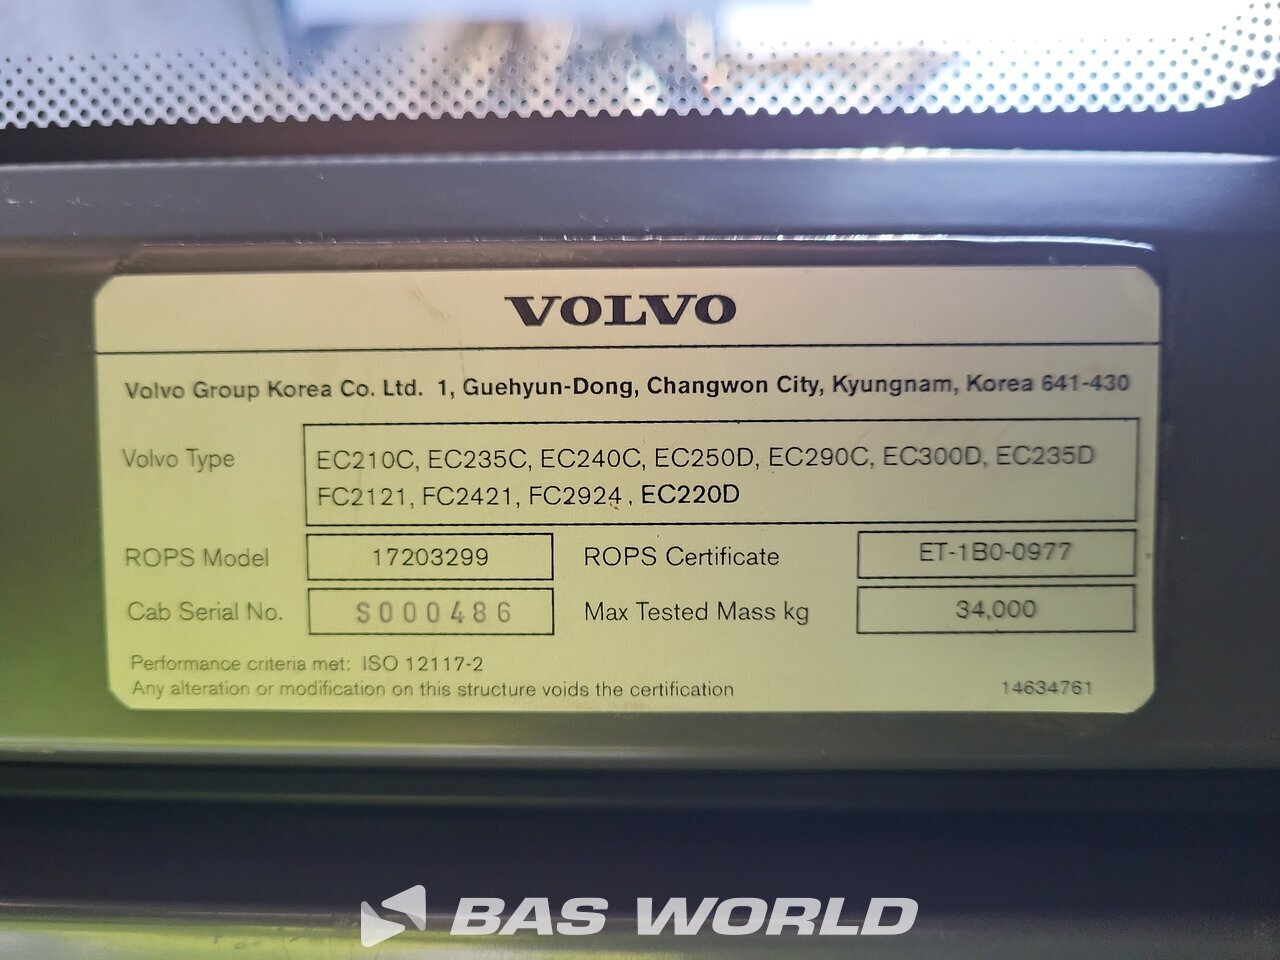 VOLVO
Volvo Group Korea Co. Ltd. 1, Guehyun-Dong, Changwon City, Kyungnam, Korea 641-430
Volvo Type EC210C, EC235C, EC240C, EC250D, EC290C, EC300D, EC235D
FC2121, FC2421, FC2924, EC220D
ROPS Model 17203299 ROPS Certificate ET-1B0-0977
Cab Serial No. S000486 Max Tested Mass kg 34,000
Performance criteria met: ISO 12117-2
Any alteration or modification on this structure voids the certification 14634761
BAS WORLD